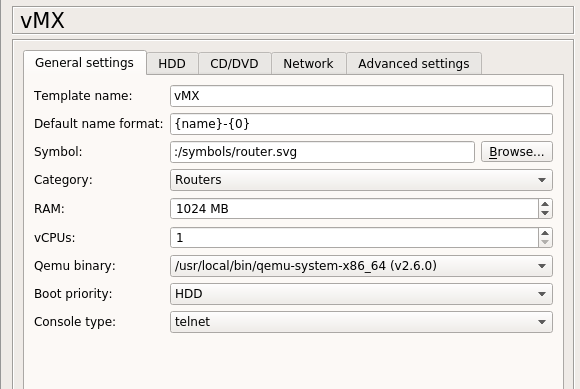 vMX
General settings HDD CD/DVD Network Advanced settings
Template name: vMX
Default name format: {name}-{0}
Symbol: :/symbols/router.svg Browse...
Category: Routers
RAM: 1024 MB
vCPUs: 1
Qemu binary: /usr/local/bin/qemu-system-x86_64 (v2.6.0)
Boot priority: HDD
Console type: telnet